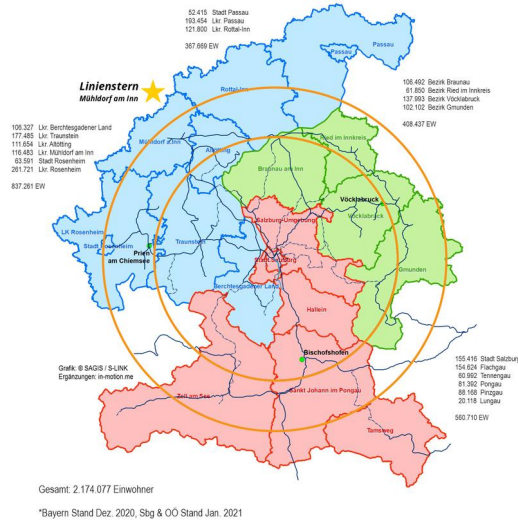 52.415 Stadt Passau
193.454 Lkr. Passau
121.800 Lkr. Rottal-Inn
367.669 EW
Passau
Passau
Linienstern
Mühldorf am Inn
Rottal-Inn
106.492 Bezirk Braunau
61.850 Bezirk Ried im Innkreis
137.993 Bezirk Vöcklabruck
102.102 Bezirk Gmunden
408.437 EW
106.327 Lkr. Berchtesgadener Land
177.485 Lkr. Traunstein
111.654 Lkr. Altötting
116.483 Lkr. Mühldorf am Inn
63.591 Stadt Rosenheim
261.721 Lkr. Rosenheim
837.261 EW
Mühldorf a.Inn
Altötting
Ried im Innkreis
Braunau am Inn
Vöcklabruck
Vöcklabruck
Salzburg-Umgebung
LK Rosenheim
Stadt Rosenheim
Traunstein
Prien
am Chiemsee
Stadt Salzburg
Gmunden
Berchtesgadener Land
Hallein
Bischofshofen
Grafik: © SAGIS / S-LINK
Ergänzungen: in-motion.me
Zell am See
Sankt Johann im Pongau
Tamsweg
155.416 Stadt Salzburg
154.624 Flachgau
60.992 Tennengau
81.392 Pongau
88.168 Pinzgau
20.118 Lungau
560.710 EW
Gesamt: 2.174.077 Einwohner
*Bayern Stand Dez. 2020, Sbg & OÖ Stand Jan. 2021